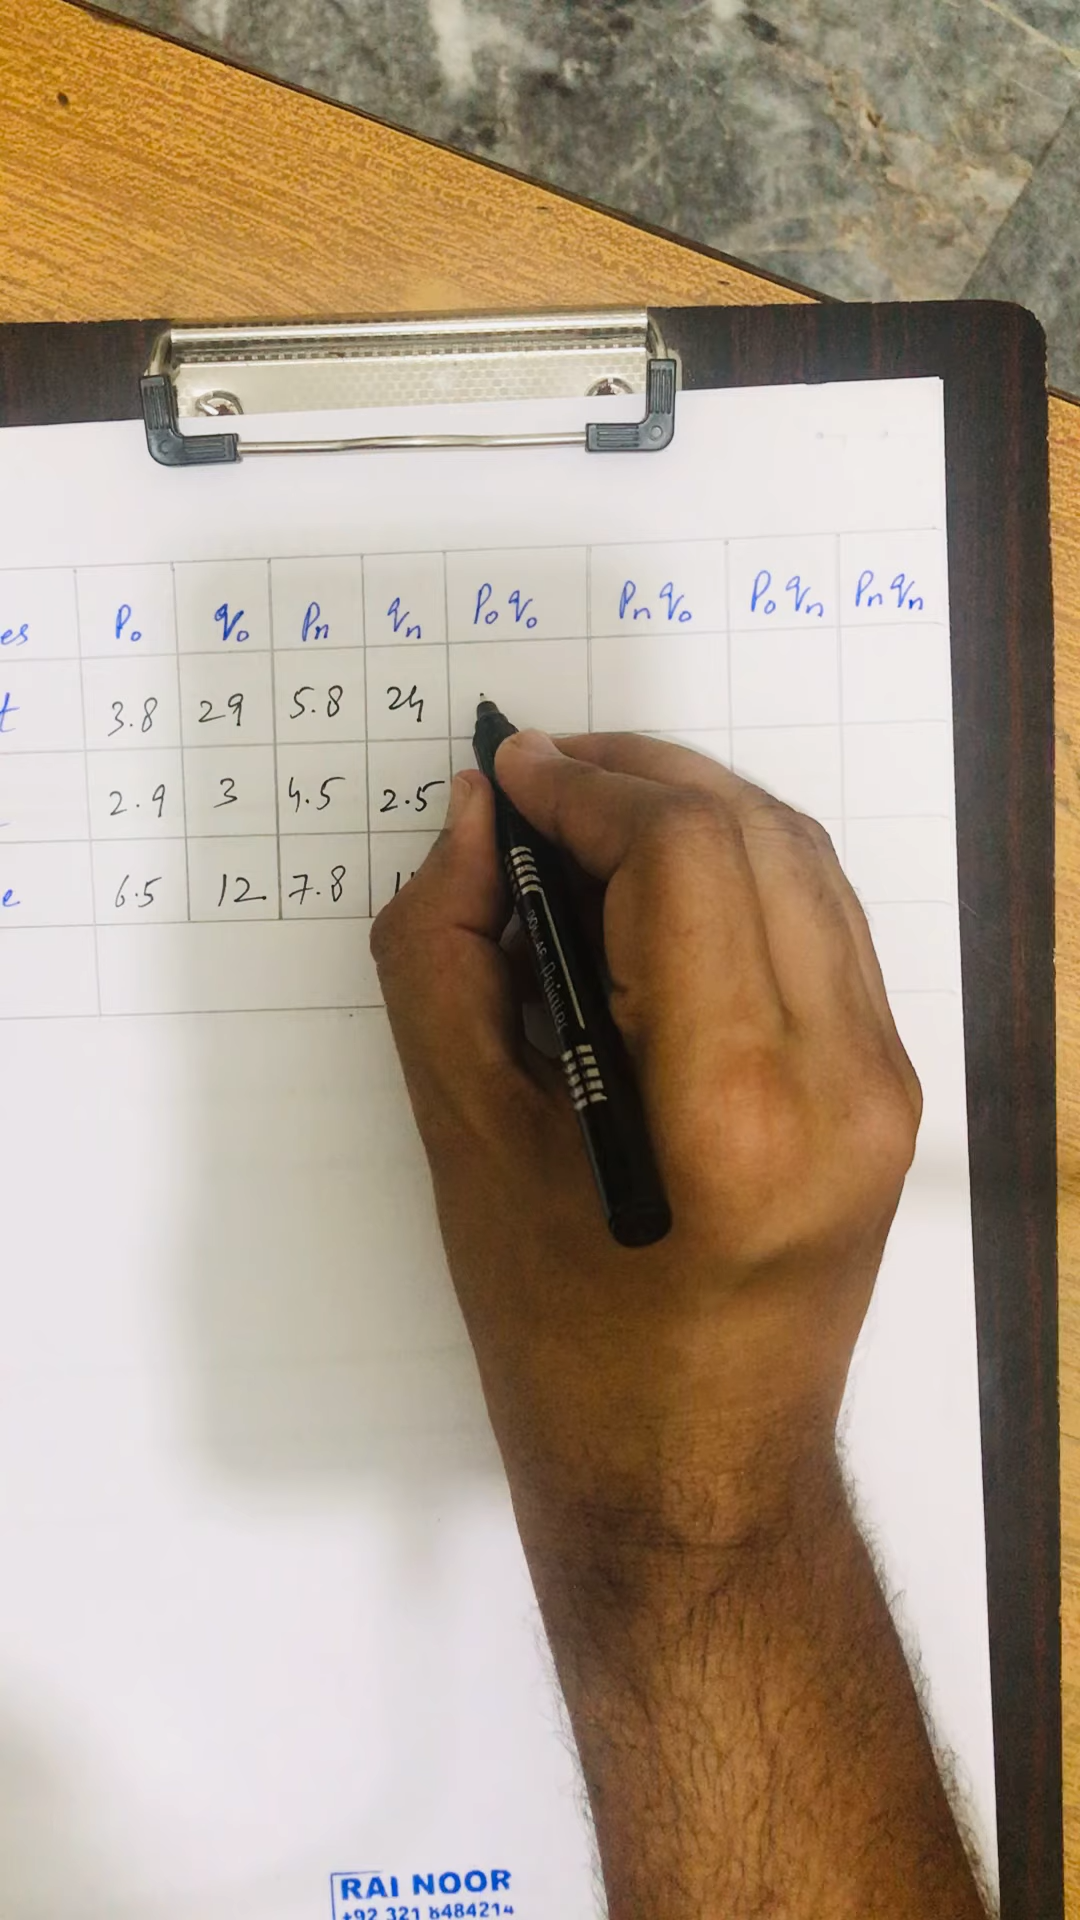 es P₀ q₀ Pₙ qₙ P₀q₀ Pₙq₀ P₀qₙ Pₙqₙ
t 3.8 29 5.8 24
2.9 3 4.5 2.5
e 6.5 12 7.8
RAI NOOR
+92 321 8484214